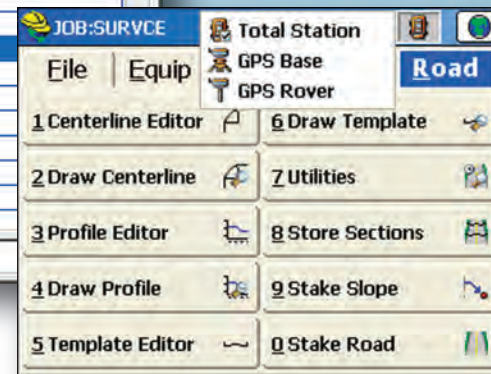 JOB:SURVCE
Total Station
GPS Base
GPS Rover
File Equip Road
1 Centerline Editor
6 Draw Template
2 Draw Centerline
7 Utilities
3 Profile Editor
8 Store Sections
4 Draw Profile
9 Stake Slope
5 Template Editor
0 Stake Road